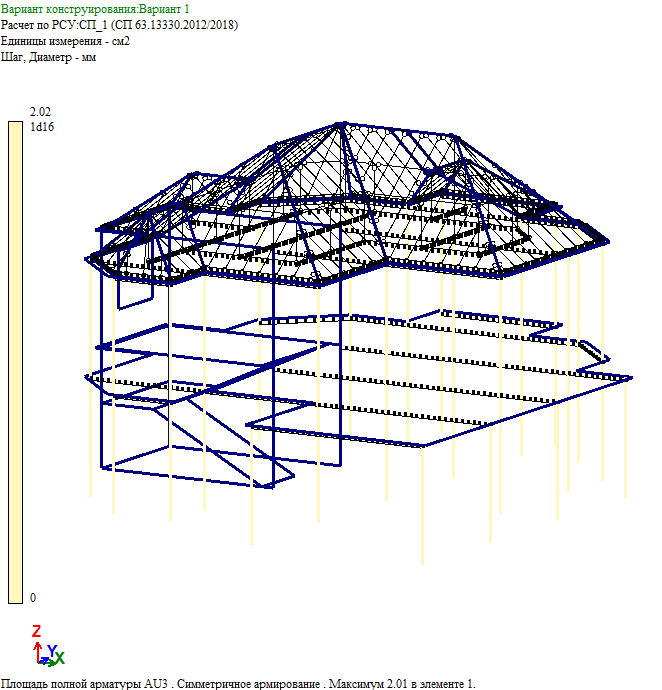 Вариант конструирования:Вариант 1
Расчет по РСУ:СП_1 (СП 63.13330.2012/2018)
Единицы измерения - см2
Шаг, Диаметр - мм
2.02
1d16
0
Z
Y
X
Площадь полной арматуры AU3 . Симметричное армирование . Максимум 2.01 в элементе 1.